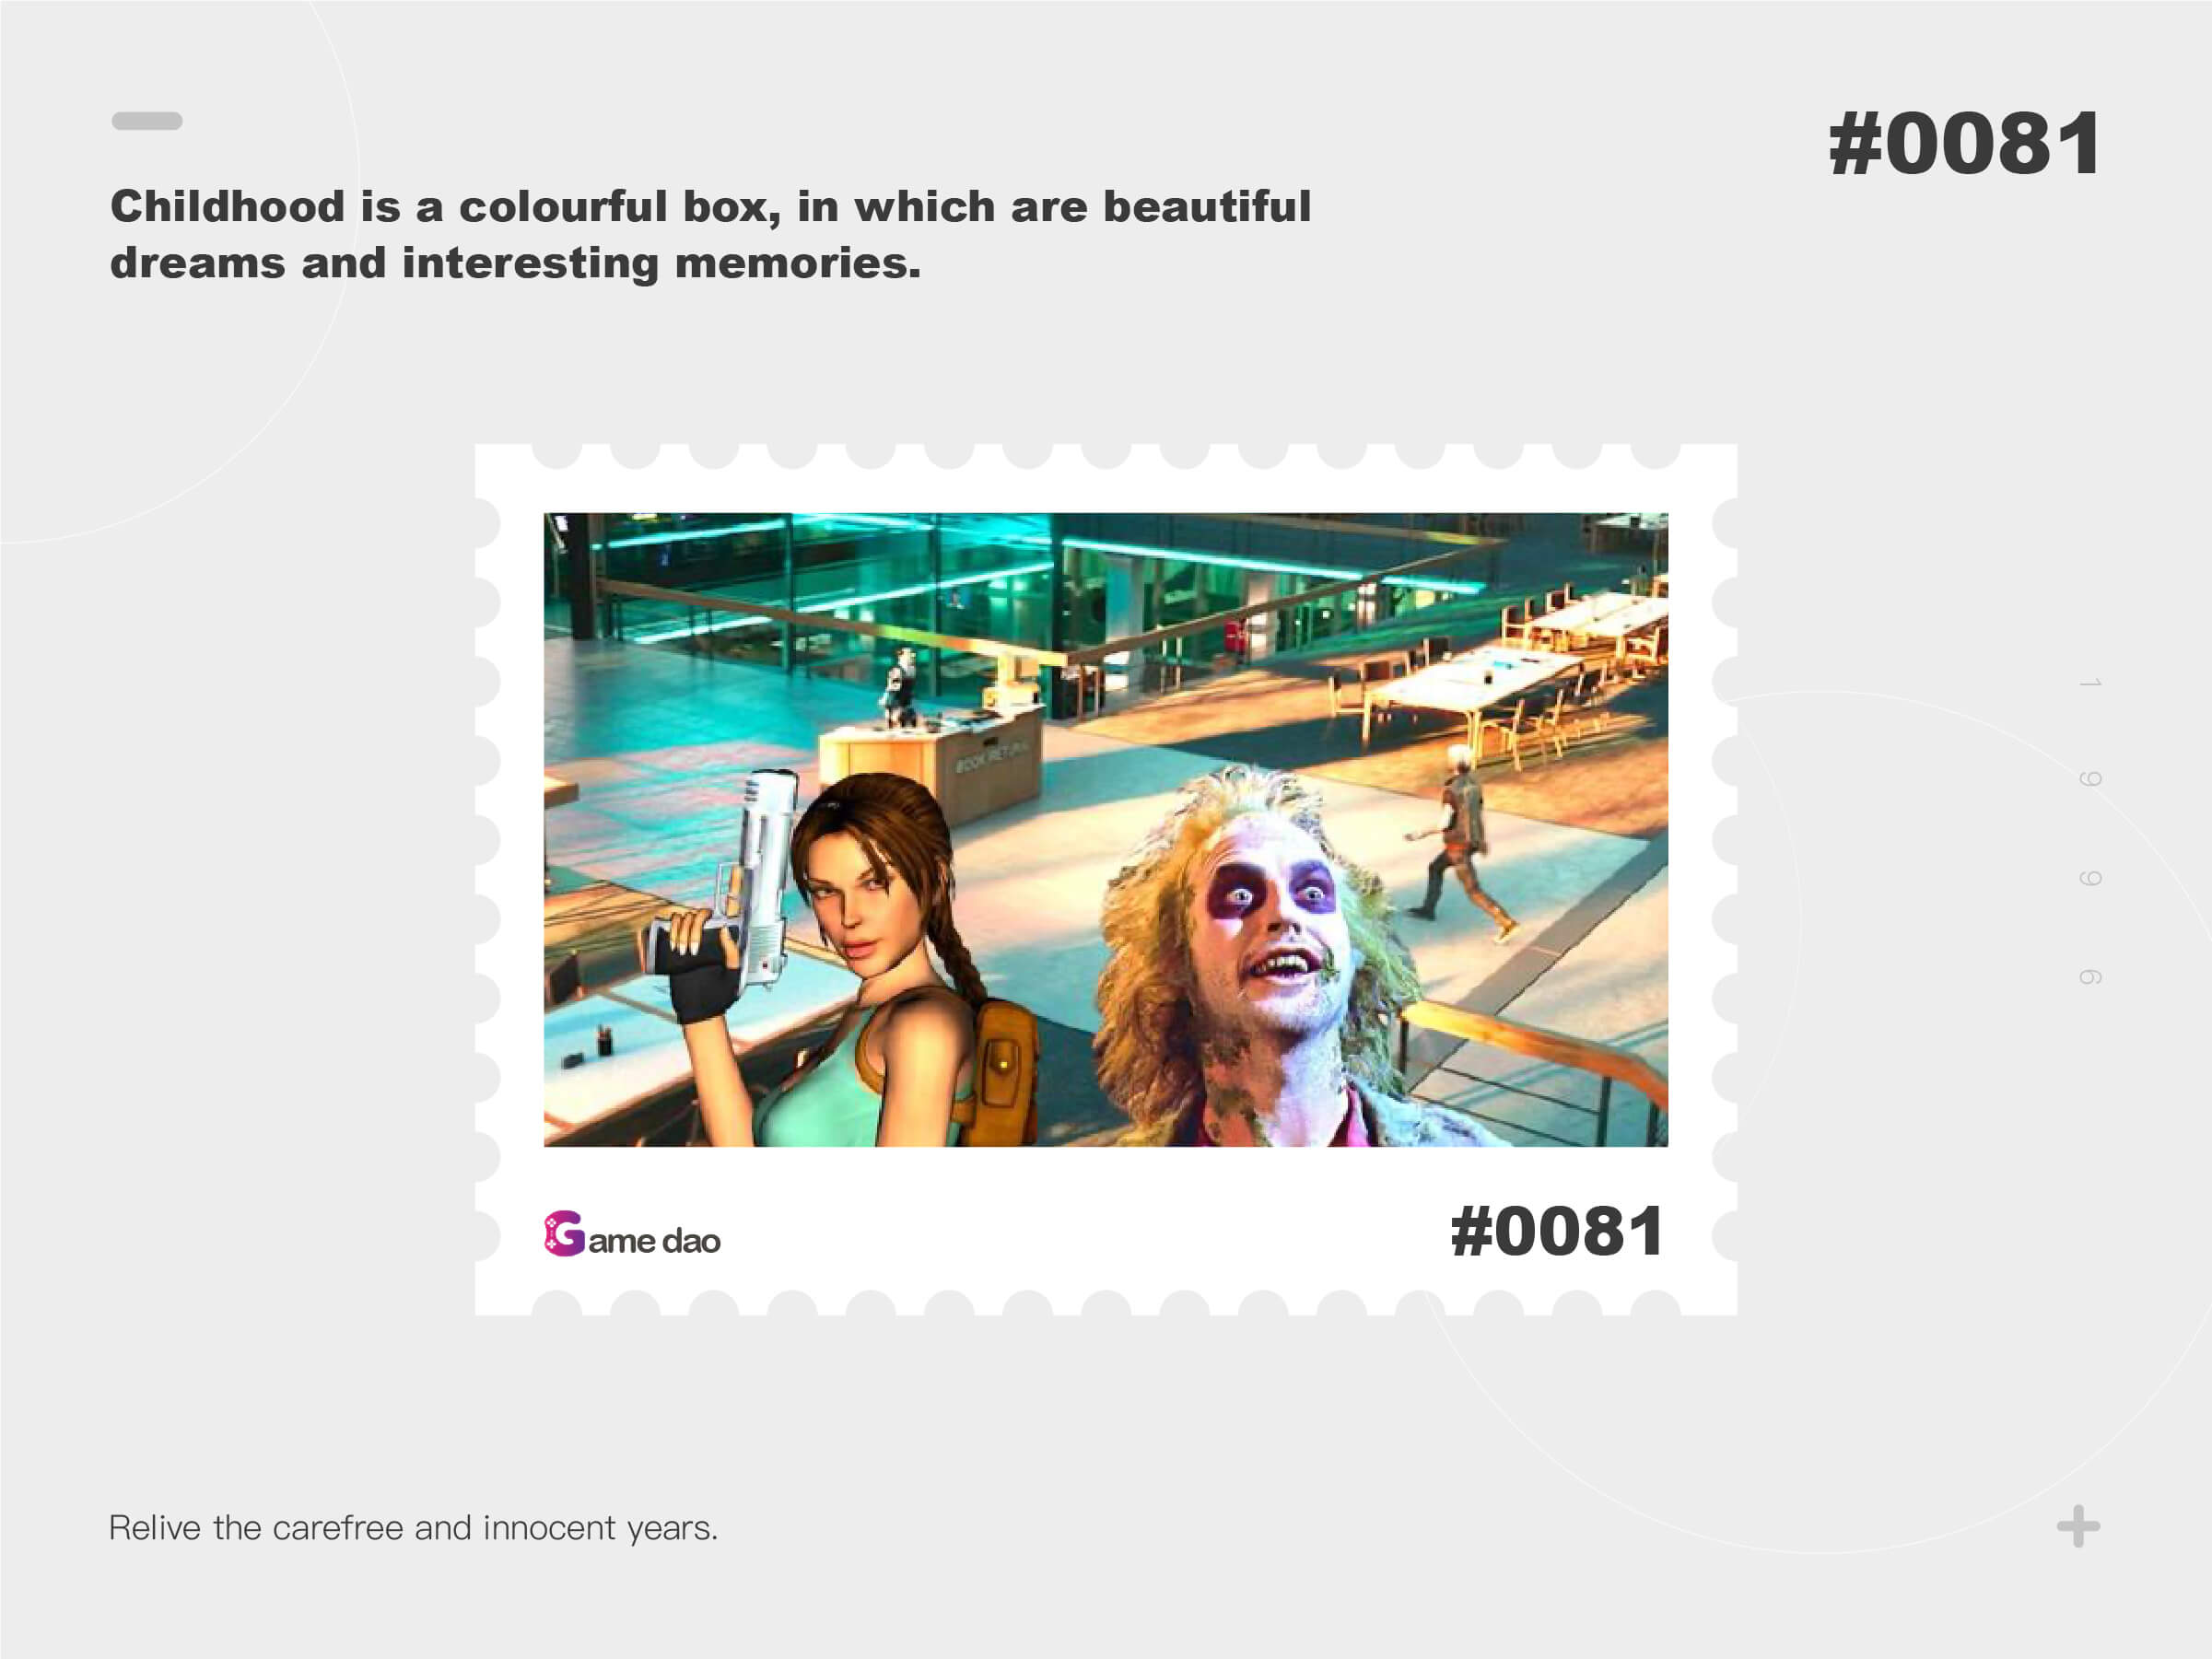 #0081
Childhood is a colourful box, in which are beautiful
dreams and interesting memories.
1
9
9
6
BOOK RETURN
Game dao
#0081
Relive the carefree and innocent years.